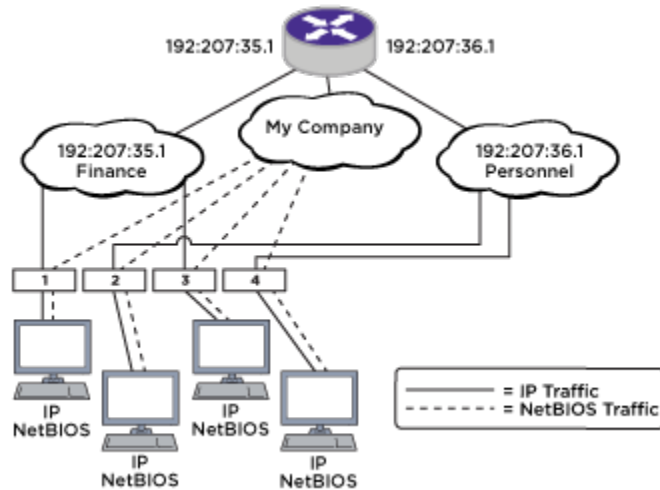 192:207:35.1
192:207:36.1
My Company
192:207:35.1
Finance
192:207:36.1
Personnel
1
2
3
4
IP
NetBIOS
IP
NetBIOS
IP
NetBIOS
IP
NetBIOS
= IP Traffic
= NetBIOS Traffic